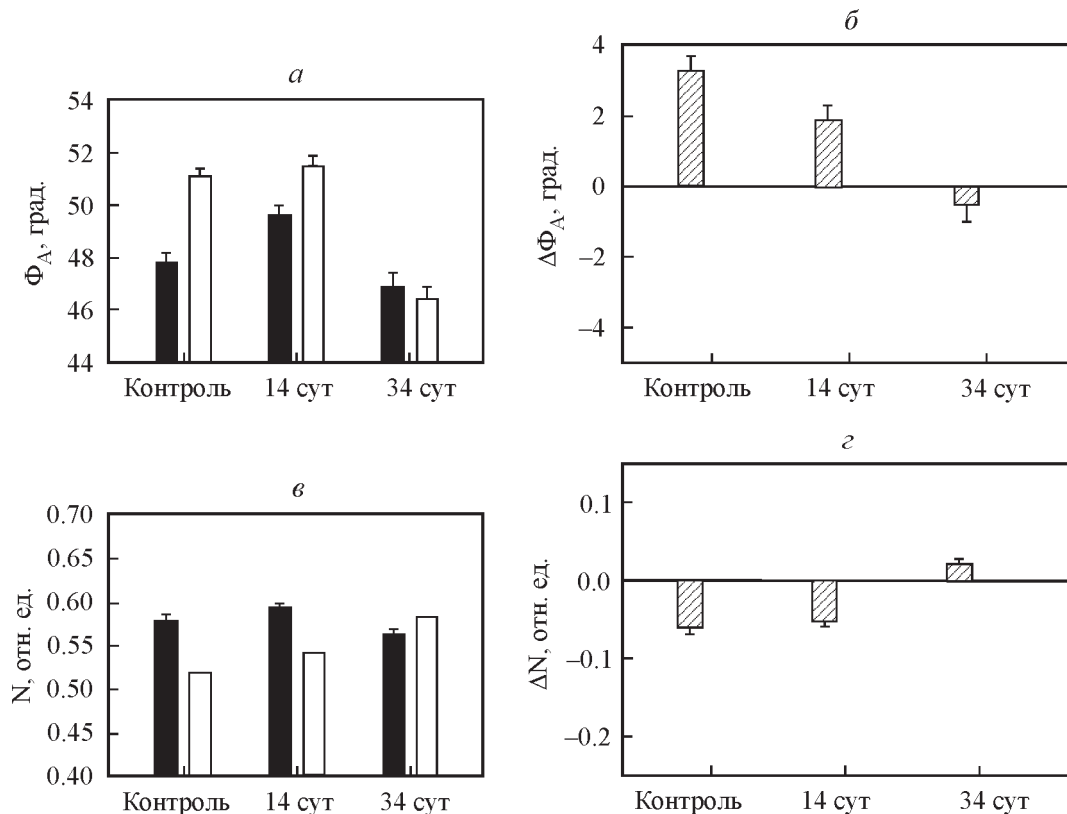 а
54
52
50
48
46
44
Φ_A, град.
Контроль 14 сут 34 сут
б
4
2
0
–2
–4
ΔΦ_A, град.
Контроль 14 сут 34 сут
в
0.70
0.65
0.60
0.55
0.50
0.45
0.40
N, отн. ед.
Контроль 14 сут 34 сут
г
0.1
0.0
–0.1
–0.2
ΔN, отн. ед.
Контроль 14 сут 34 сут